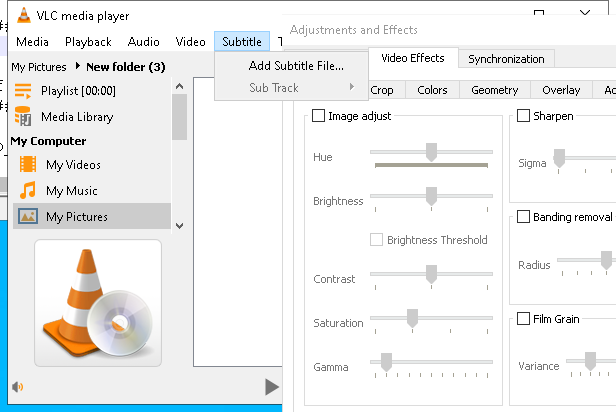 VLC media player
Adjustments and Effects
Media Playback Audio Video Subtitle
Add Subtitle File...
Sub Track
My Pictures New folder (3)
Video Effects Synchronization
Crop Colors Geometry Overlay
Playlist [00:00]
Media Library
My Computer
My Videos
My Music
My Pictures
Image adjust
Hue
Brightness
Brightness Threshold
Contrast
Saturation
Gamma
Sharpen
Sigma
Banding removal
Radius
Film Grain
Variance